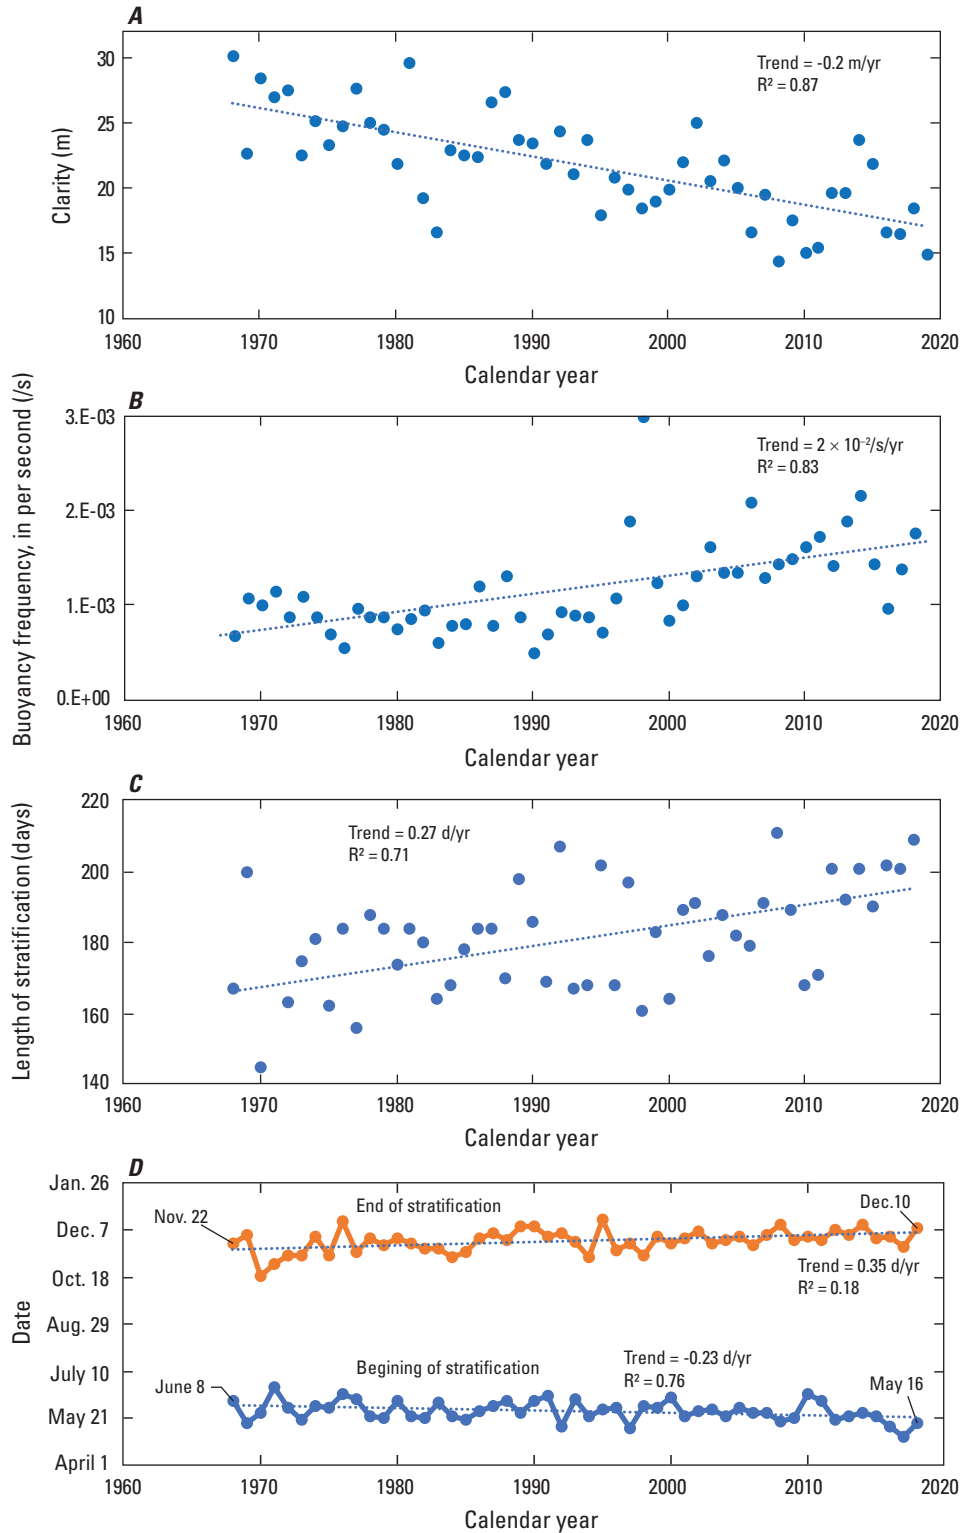 A
30
25
20
15
10
Clarity (m)
Trend = -0.2 m/yr
R² = 0.87
1960 1970 1980 1990 2000 2010 2020
Calendar year
B
3.E-03
2.E-03
1.E-03
0.E+00
Buoyancy frequency, in per second (/s)
Trend = 2 × 10⁻²/s/yr
R² = 0.83
1960 1970 1980 1990 2000 2010 2020
Calendar year
C
220
200
180
160
140
Length of stratification (days)
Trend = 0.27 d/yr
R² = 0.71
1960 1970 1980 1990 2000 2010 2020
Calendar year
D
Jan. 26
Dec. 7
Oct. 18
Aug. 29
July 10
May 21
April 1
Date
Nov. 22
End of stratification
Dec.10
Trend = 0.35 d/yr
R² = 0.18
June 8
Begining of stratification
Trend = -0.23 d/yr
R² = 0.76
May 16
1960 1970 1980 1990 2000 2010 2020
Calendar year